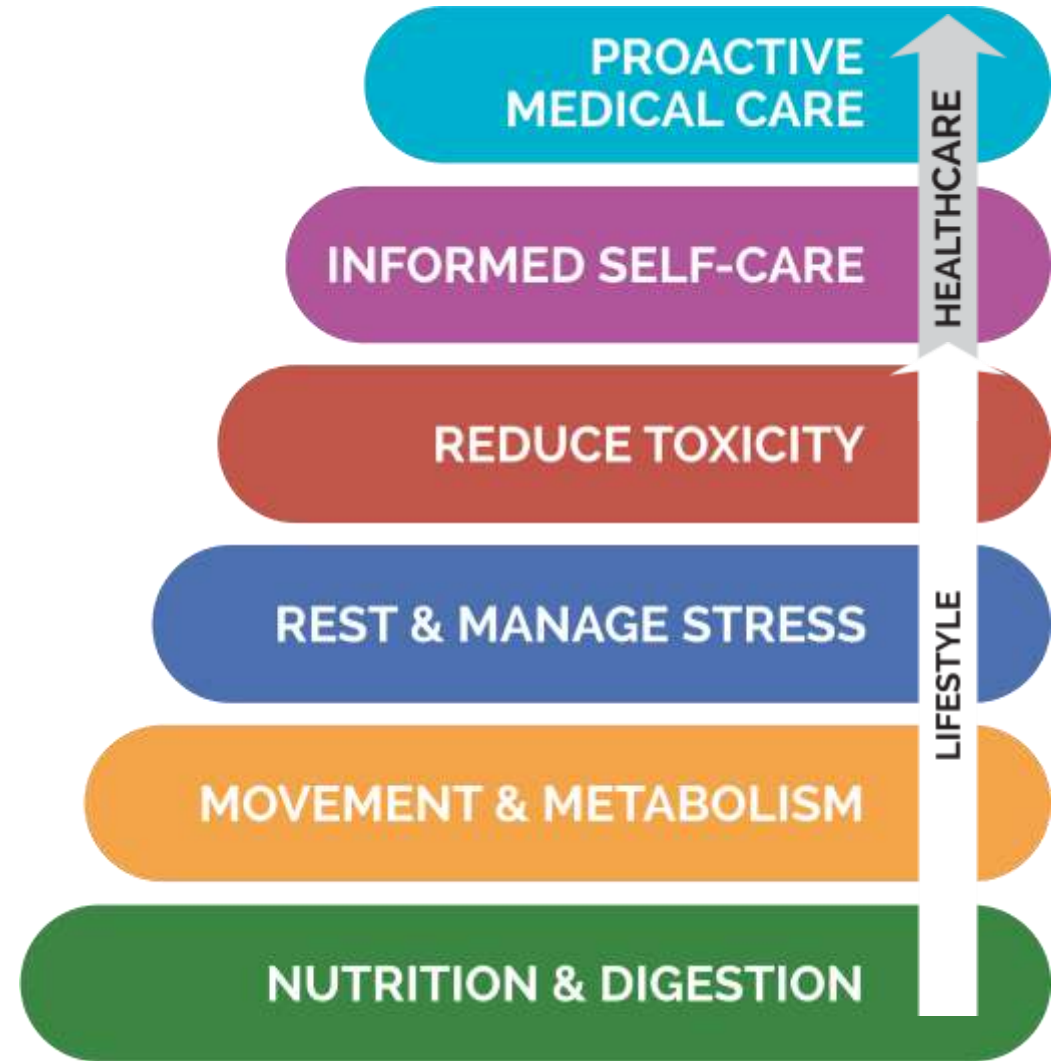 PROACTIVE
MEDICAL CARE
HEALTHCARE
INFORMED SELF-CARE
REDUCE TOXICITY
REST & MANAGE STRESS
LIFESTYLE
MOVEMENT & METABOLISM
NUTRITION & DIGESTION